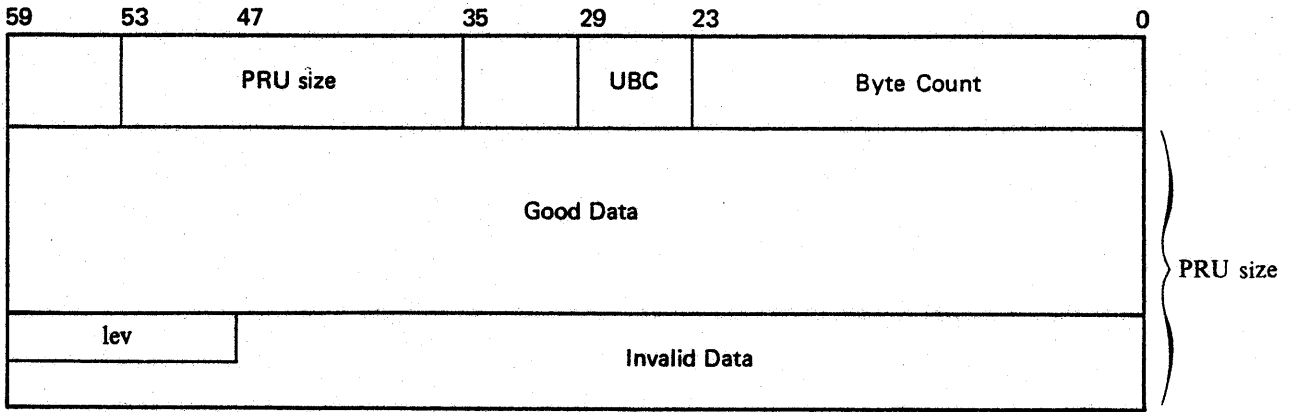 59 53 47 35 29 23 0
PRU size UBC Byte Count
Good Data
PRU size
lev
Invalid Data